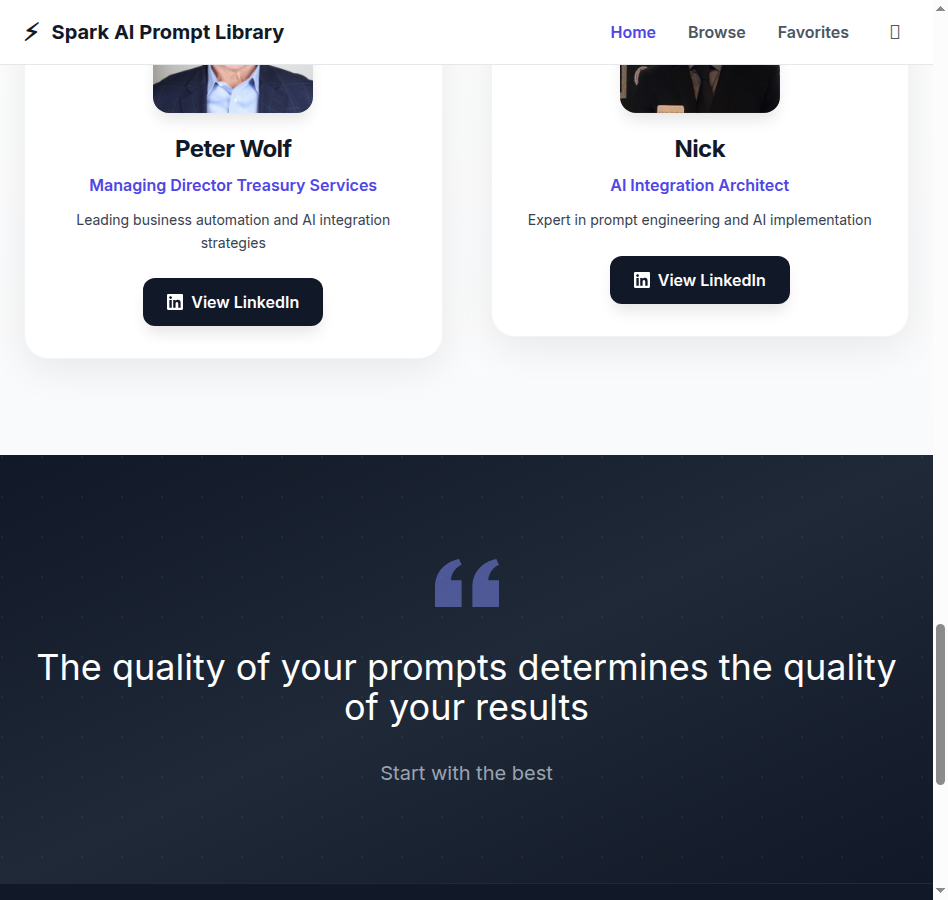 Spark AI Prompt Library
Home
Browse
Favorites
Peter Wolf
Managing Director Treasury Services
Leading business automation and AI integration
strategies
View LinkedIn
Nick
AI Integration Architect
Expert in prompt engineering and AI implementation
View LinkedIn
The quality of your prompts determines the quality
of your results
Start with the best